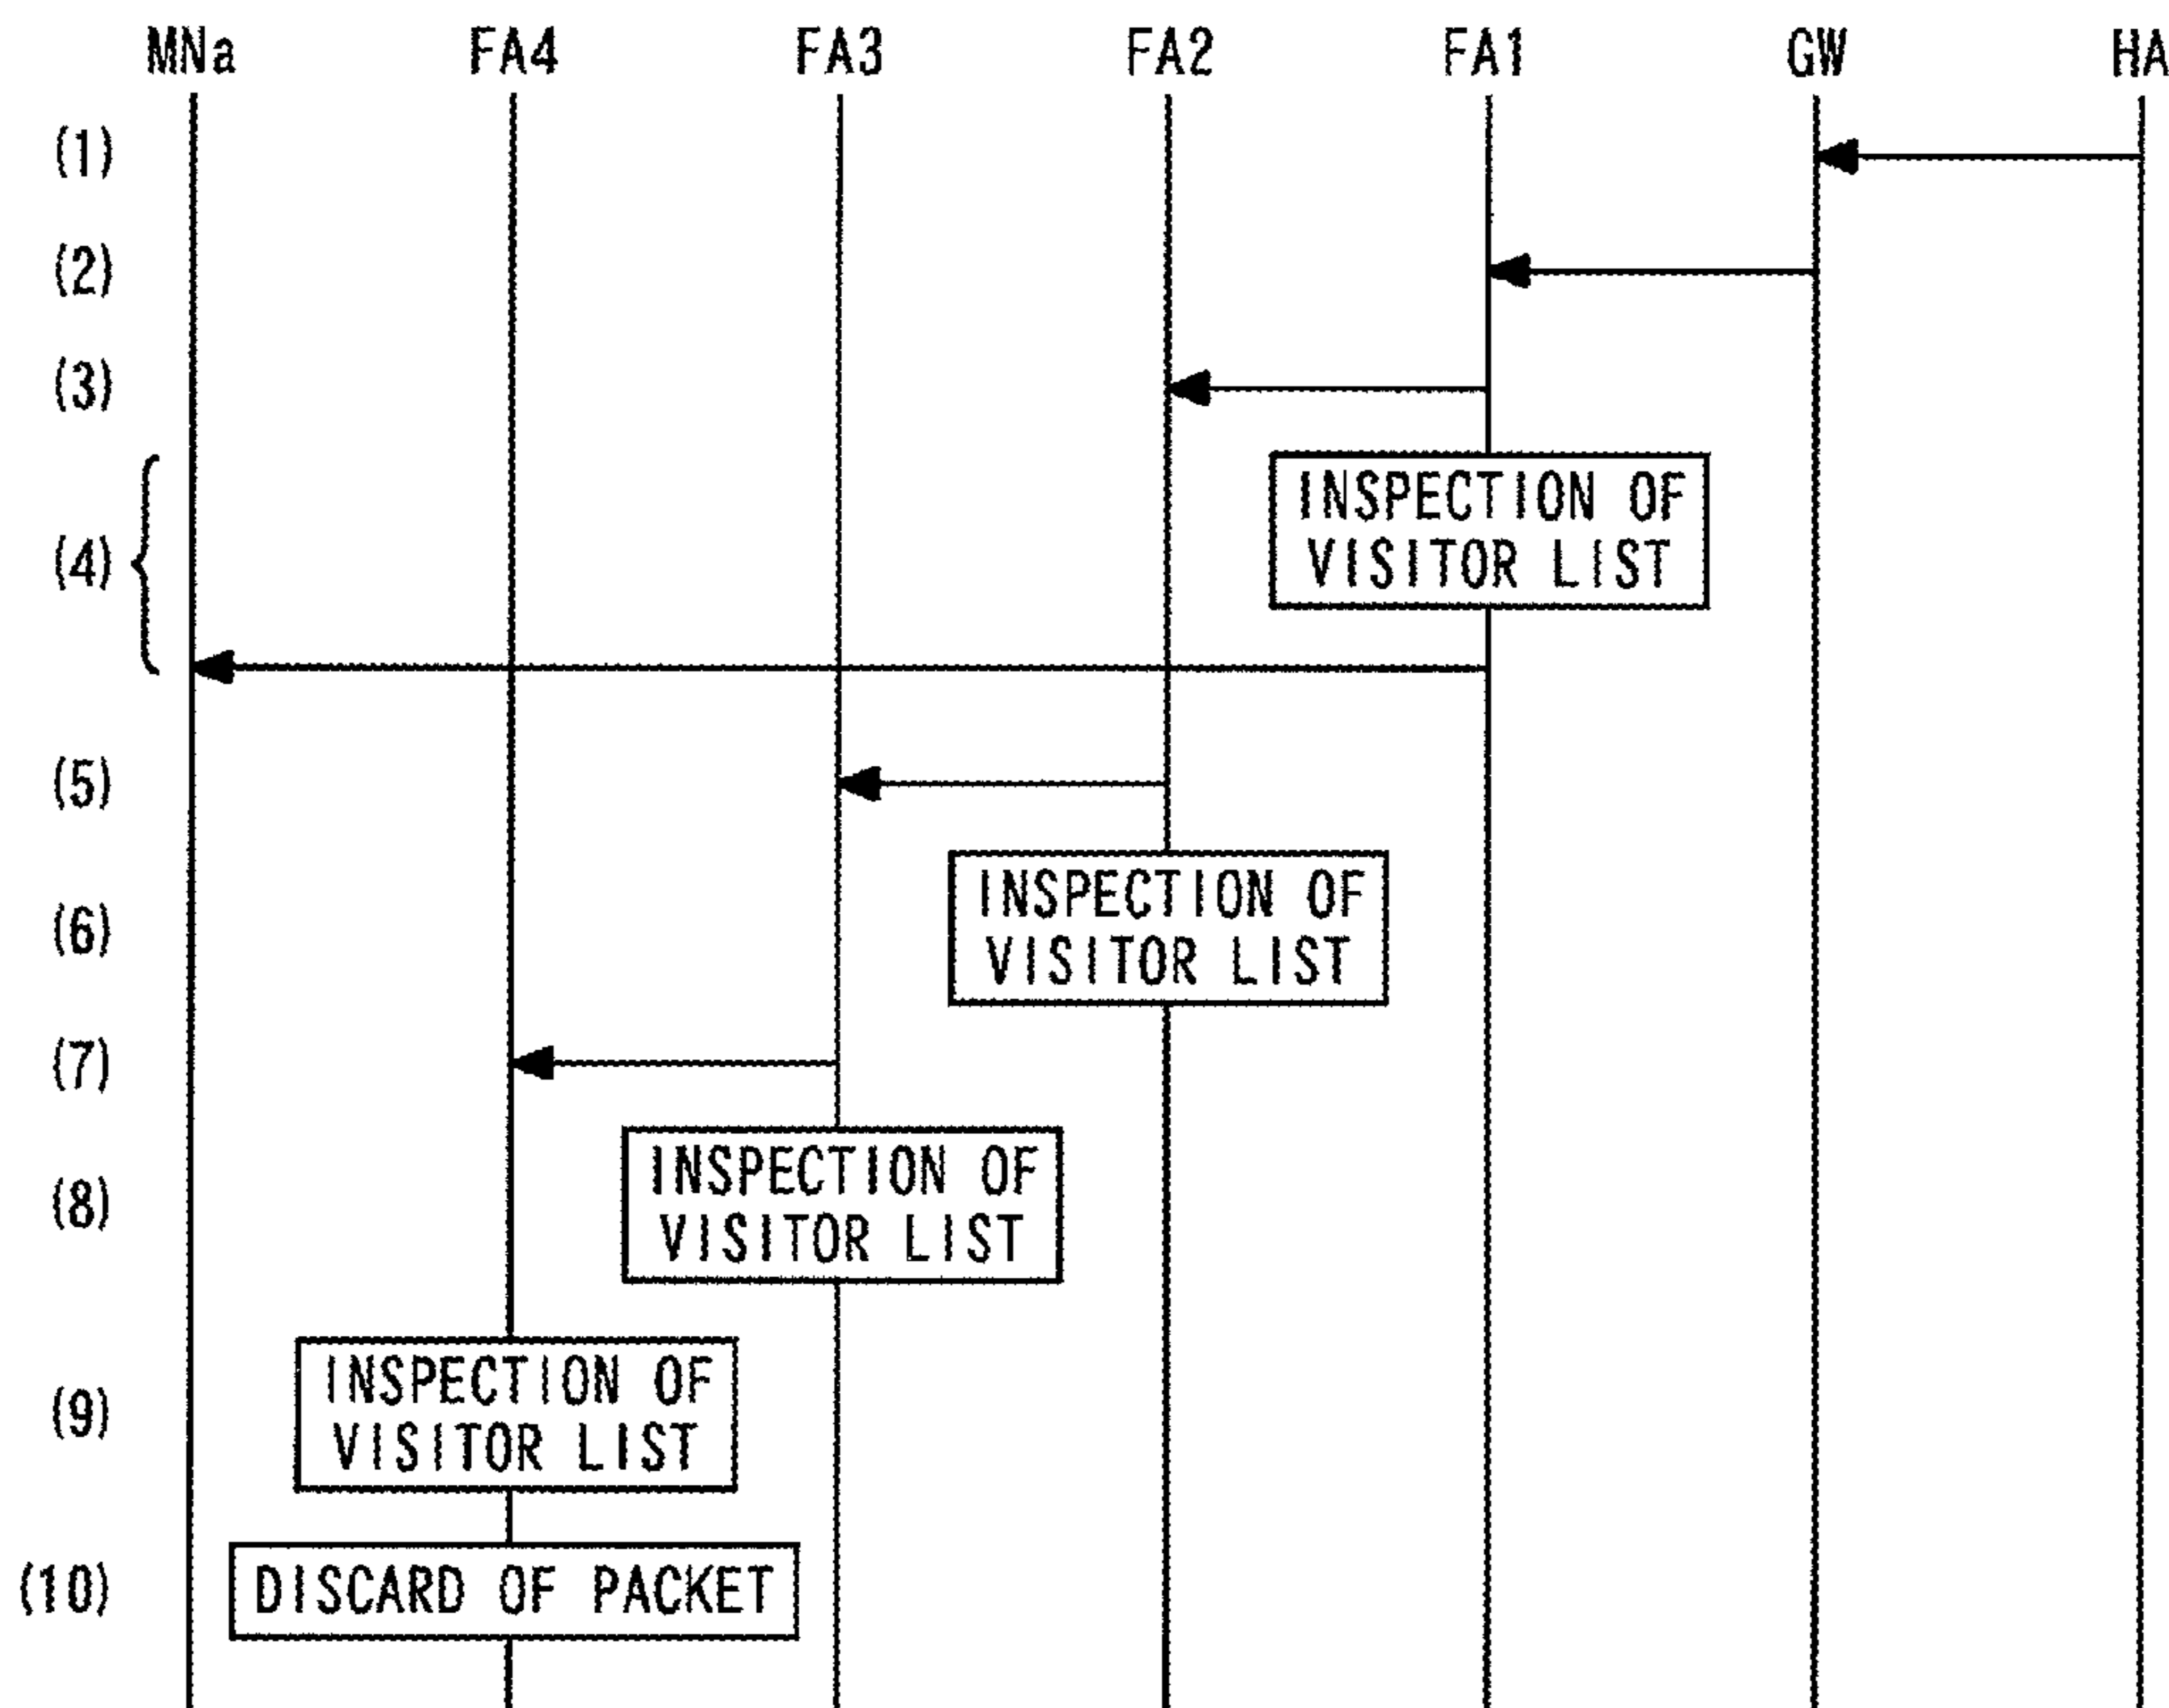 MNa FA4 FA3 FA2 FA1 GW HA
(1)
(2)
(3)
(4)
INSPECTION OF
VISITOR LIST
(5)
(6)
INSPECTION OF
VISITOR LIST
(7)
(8)
INSPECTION OF
VISITOR LIST
(9)
INSPECTION OF
VISITOR LIST
(10) DISCARD OF PACKET